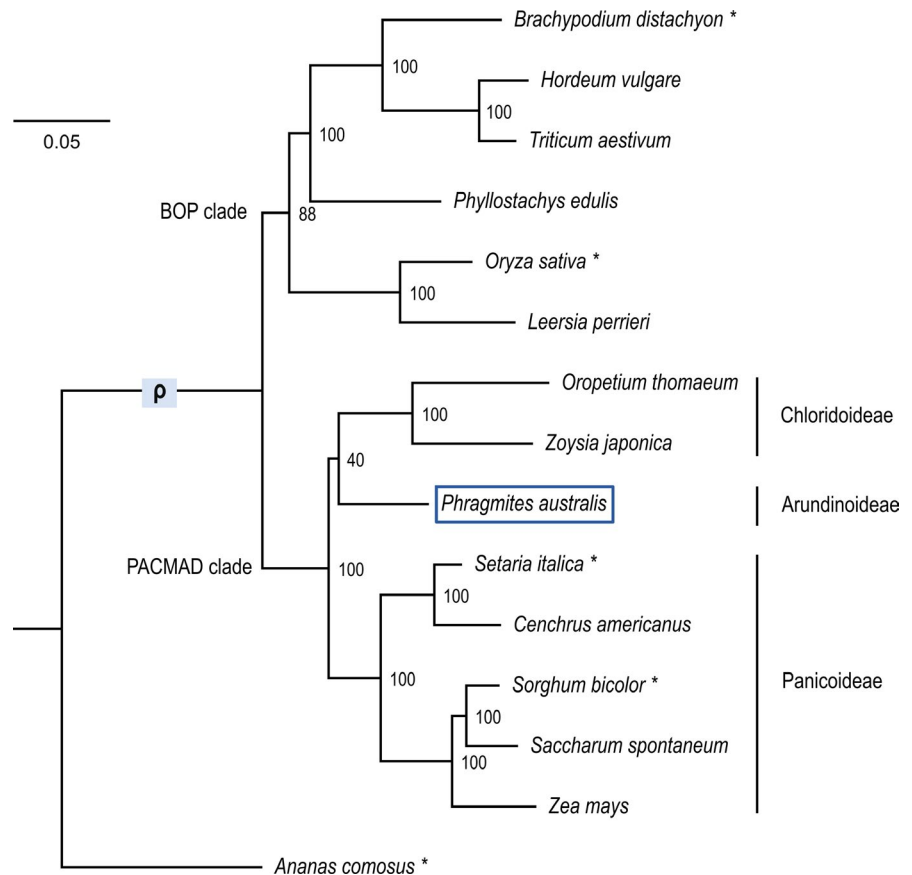 Brachypodium distachyon *
100
Hordeum vulgare
100
0.05
100
Triticum aestivum
Phyllostachys edulis
BOP clade
88
Oryza sativa *
100
Leersia perrieri
Oropetium thomaeum
ρ
100
Chloridoideae
Zoysia japonica
40
Phragmites australis
Arundinoideae
Setaria italica *
PACMAD clade
100
100
Cenchrus americanus
100
Panicoideae
Sorghum bicolor *
100
Saccharum spontaneum
100
Zea mays
Ananas comosus *